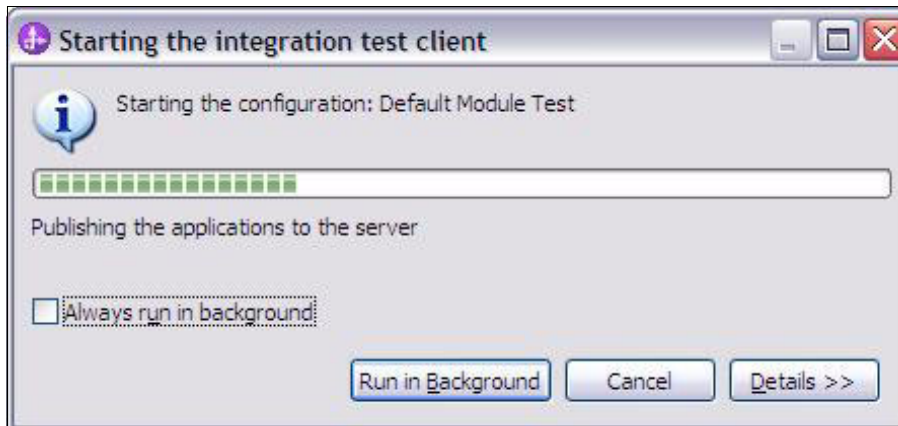 Starting the integration test client
Starting the configuration: Default Module Test
Publishing the applications to the server
Always run in background
Run in Background Cancel Details >>